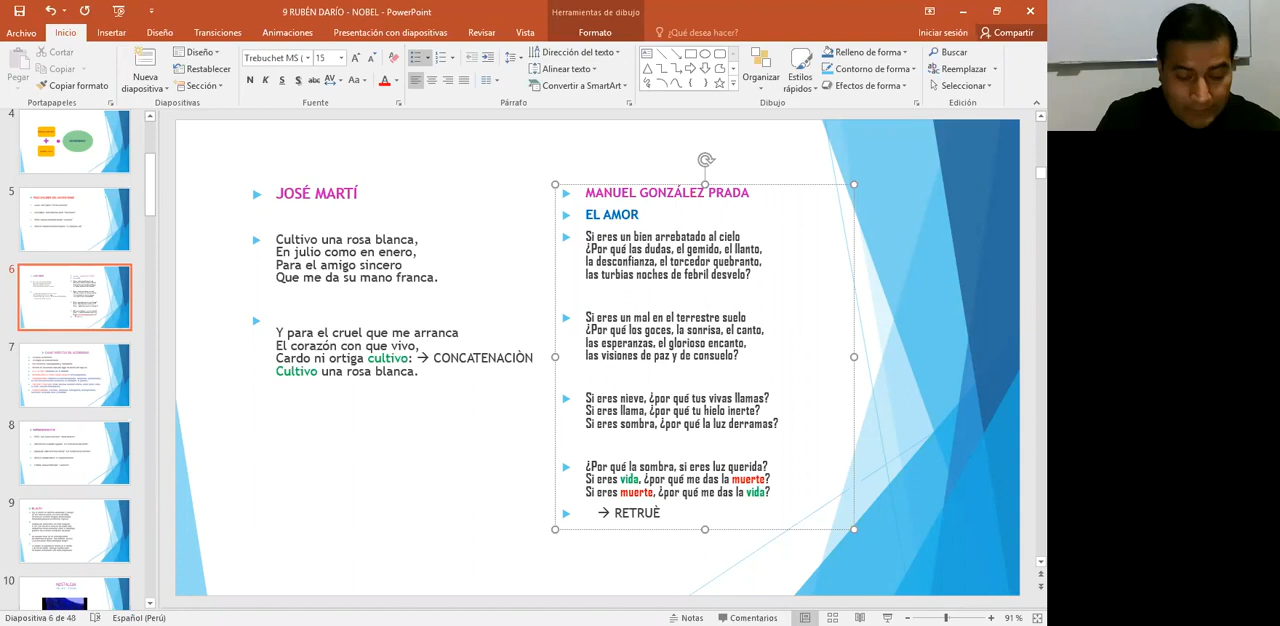 9 RUBÉN DARÍO - NOBEL - PowerPoint
Herramientas de dibujo
Archivo Inicio Insertar Diseño Transiciones Animaciones Presentación con diapositivas Revisar Vista Formato ¿Qué desea hacer? Iniciar sesión Compartir
Pegar
Cortar
Copiar
Copiar formato
Portapapeles
Nueva diapositiva
Diseño
Restablecer
Sección
Diapositivas
Trebuchet MS ( 15
N K S S abc AV Aa A
Fuente
Párrafo
Dirección del texto
Alinear texto
Convertir a SmartArt
Organizar
Estilos rápidos
Relleno de forma
Contorno de forma
Efectos de forma
Dibujo
Buscar
Reemplazar
Seleccionar
Edición
4
5
6
7
8
9
10
NOSTALGIA
JOSÉ MARTÍ
Cultivo una rosa blanca,
En julio como en enero,
Para el amigo sincero
Que me da su mano franca.
Y para el cruel que me arranca
El corazón con que vivo,
Cardo ni ortiga cultivo: → CONCATENACIÒN
Cultivo una rosa blanca.
MANUEL GONZÁLEZ PRADA
EL AMOR
Si eres un bien arrebatado al cielo
¿Por qué las dudas, el gemido, el llanto,
la desconfianza, el torcedor quebranto,
las turbias noches de febril desvelo?
Si eres un mal en el terrestre suelo
¿Por qué los goces, la sonrisa, el canto,
las esperanzas, el glorioso encanto,
las visiones de paz y de consuelo?
Si eres nieve, ¿por qué tus vivas llamas?
Si eres llama, ¿por qué tu hielo inerte?
Si eres sombra, ¿por qué la luz derramas?
¿Por qué la sombra, si eres luz querida?
Si eres vida, ¿por qué me das la muerte?
Si eres muerte, ¿por qué me das la vida?
→ RETRUÈ
Diapositiva 6 de 48 Español (Perú) Notas Comentarios 91 %